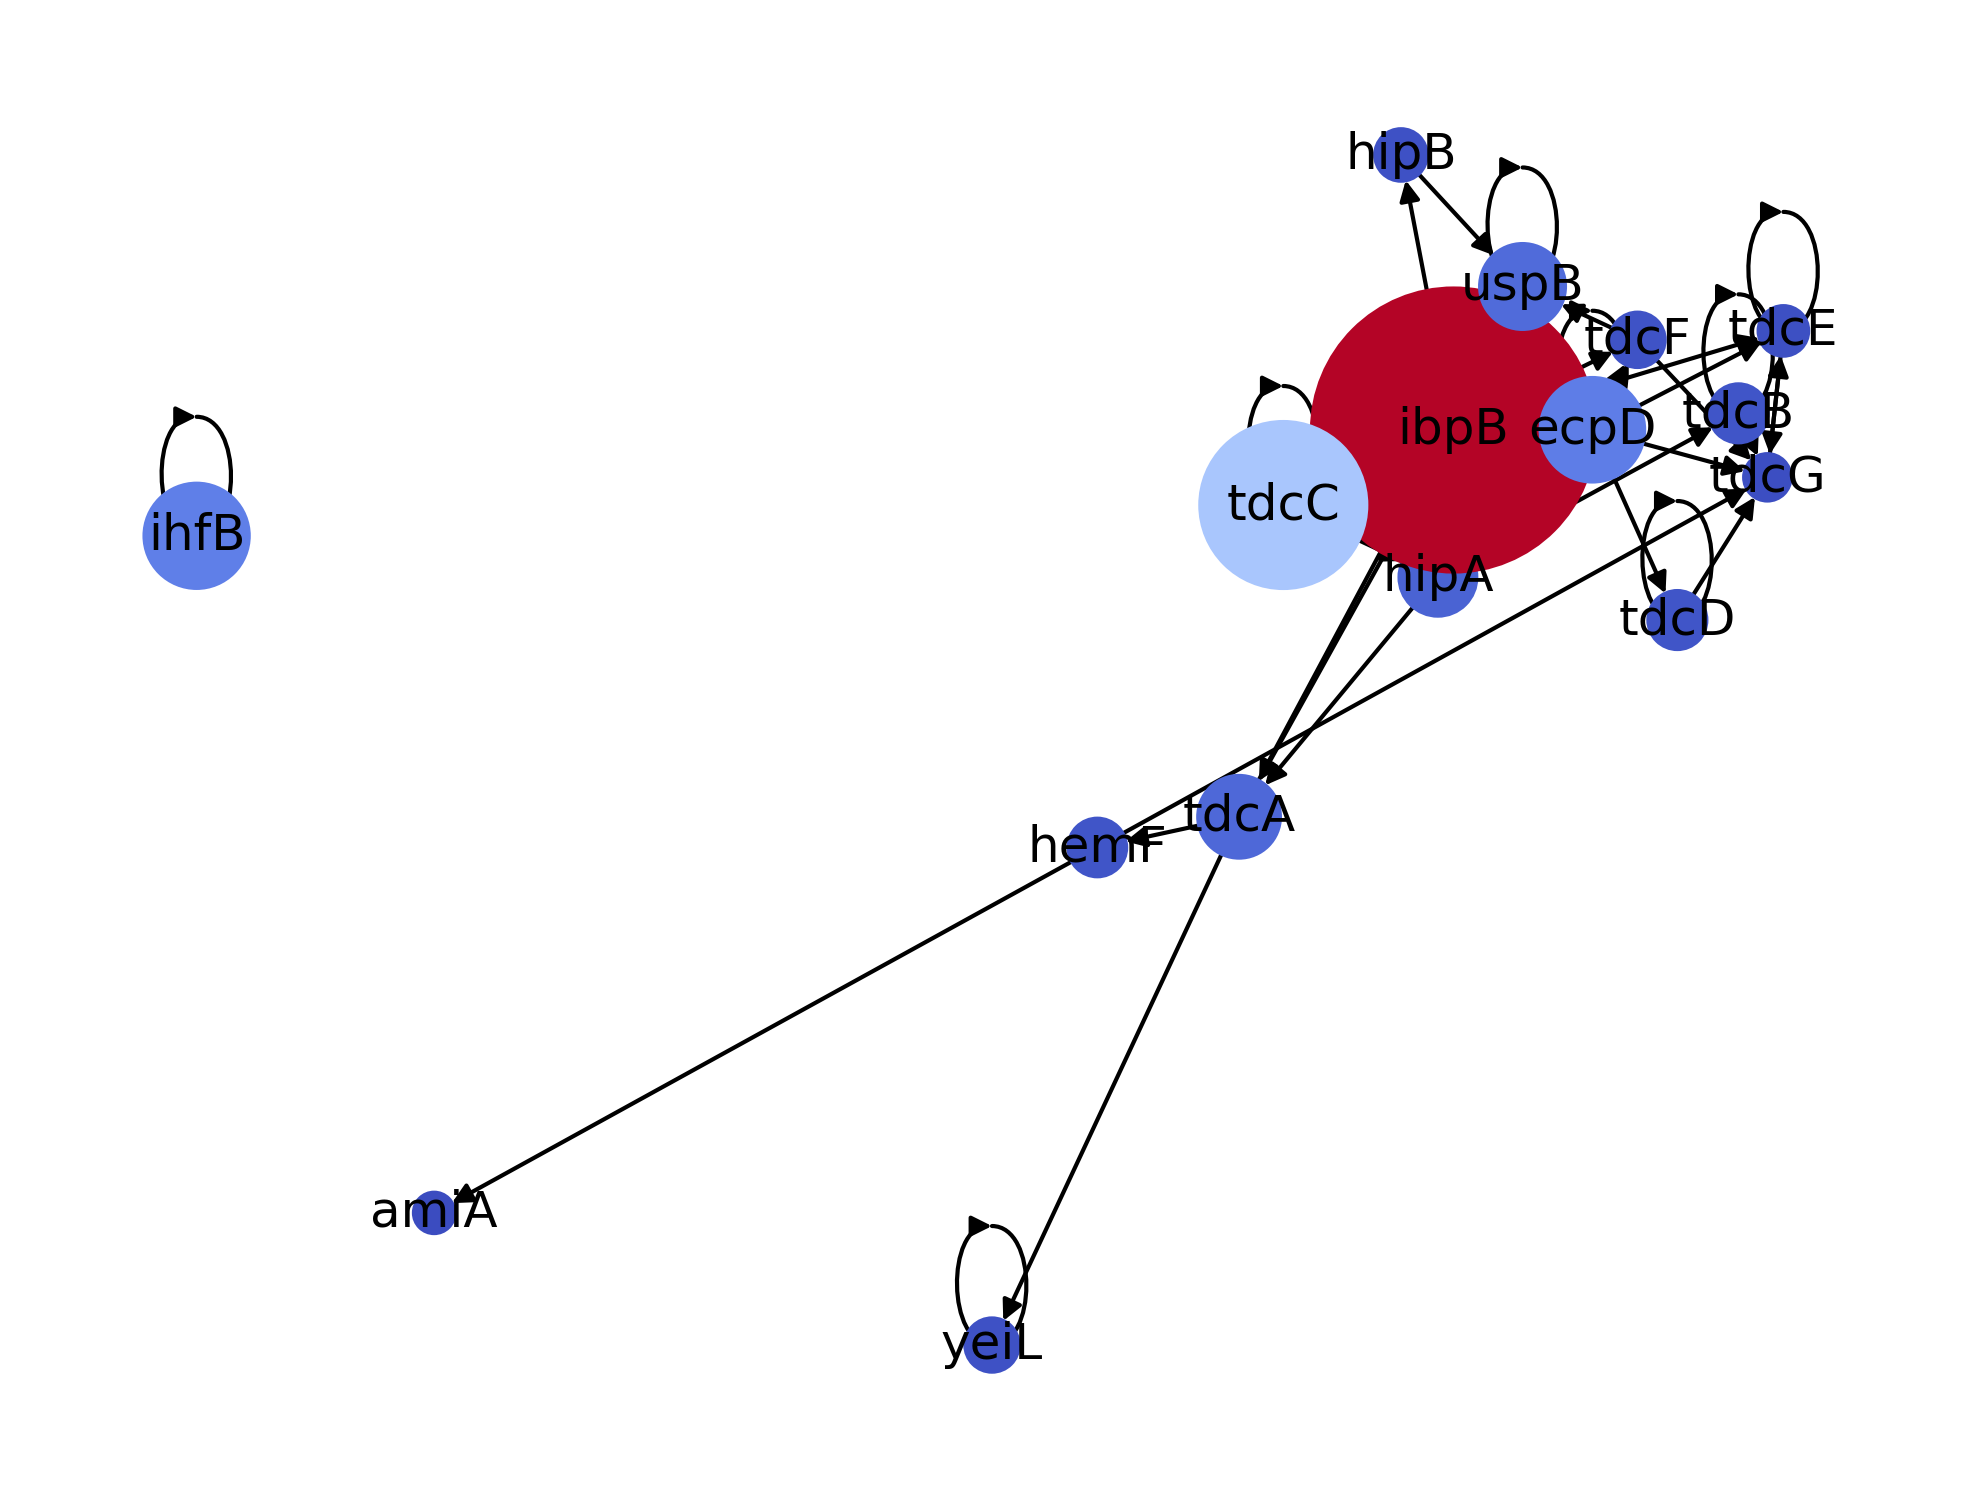 hipB
uspB
tdcF
tdcE
tdcB
ibpB
ecpD
tdcG
tdcC
ihfB
hipA
tdcD
tdcA
hemF
amiA
yeiL